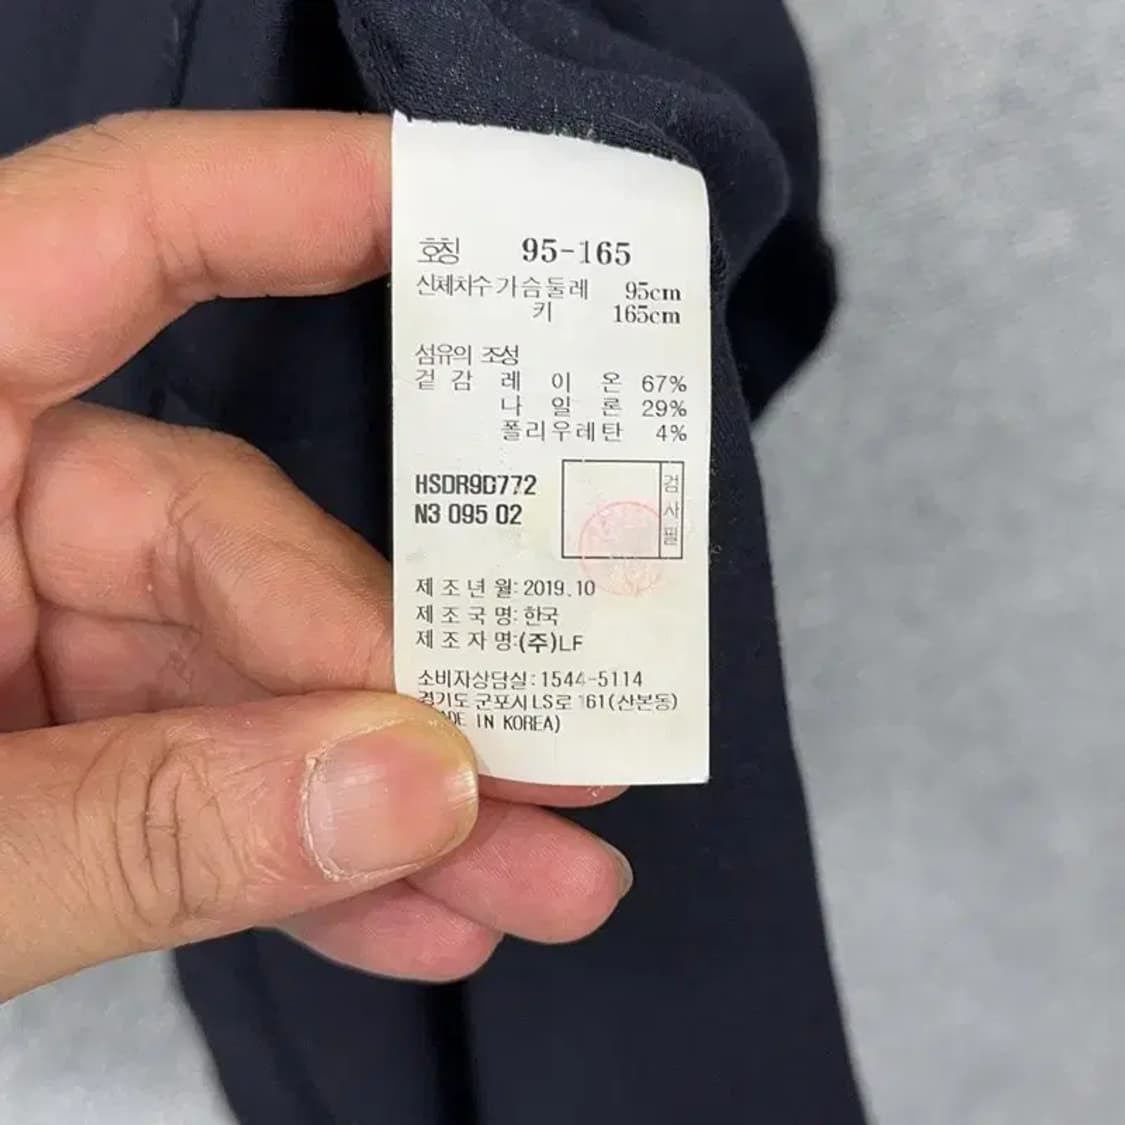 호칭 95-165
신체치수 가슴둘레 95cm
키 165cm
섬유의 조성
겉감 레이온 67%
나일론 29%
폴리우레탄 4%
HSDR9D772
N3 095 02
검사필
제조년월: 2019.10
제조국명: 한국
제조자명:(주)LF
소비자상담실:1544-5114
경기도 군포시 LS로 161(산본동)
IN KOREA)